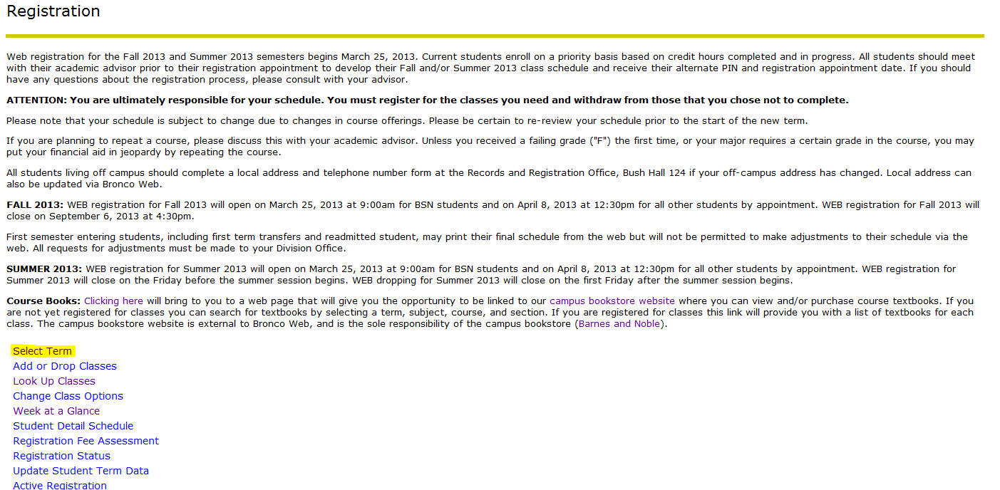 Registration
Web registration for the Fall 2013 and Summer 2013 semesters begins March 25, 2013. Current students enroll on a priority basis based on credit hours completed and in progress. All students should meet
with their academic advisor prior to their registration appointment to develop their Fall and/or Summer 2013 class schedule and receive their alternate PIN and registration appointment date. If you should
have any questions about the registration process, please consult with your advisor.
ATTENTION: You are ultimately responsible for your schedule. You must register for the classes you need and withdraw from those that you chose not to complete.
Please note that your schedule is subject to change due to changes in course offerings. Please be certain to re-review your schedule prior to the start of the new term.
If you are planning to repeat a course, please discuss this with your academic advisor. Unless you received a failing grade ("F") the first time, or your major requires a certain grade in the course, you may
put your financial aid in jeopardy by repeating the course.
All students living off campus should complete a local address and telephone number form at the Records and Registration Office, Bush Hall 124 if your off-campus address has changed. Local address can
also be updated via Bronco Web.
FALL 2013: WEB registration for Fall 2013 will open on March 25, 2013 at 9:00am for BSN students and on April 8, 2013 at 12:30pm for all other students by appointment. WEB registration for Fall 2013 will
close on September 6, 2013 at 4:30pm.
First semester entering students, including first term transfers and readmitted student, may print their final schedule from the web but will not be permitted to make adjustments to their schedule via the
web. All requests for adjustments must be made to your Division Office.
SUMMER 2013: WEB registration for Summer 2013 will open on March 25, 2013 at 9:00am for BSN students and on April 8, 2013 at 12:30pm for all other students by appointment. WEB registration for
Summer 2013 will close on the Friday before the summer session begins. WEB dropping for Summer 2013 will close on the first Friday after the summer session begins.
Course Books: Clicking here will bring to you to a web page that will give you the opportunity to be linked to our campus bookstore website where you can view and/or purchase course textbooks. If you
are not yet registered for classes you can search for textbooks by selecting a term, subject, course, and section. If you are registered for classes this link will provide you with a list of textbooks for each
class. The campus bookstore website is external to Bronco Web, and is the sole responsibility of the campus bookstore (Barnes and Noble).
Select Term
Add or Drop Classes
Look Up Classes
Change Class Options
Week at a Glance
Student Detail Schedule
Registration Fee Assessment
Registration Status
Update Student Term Data
Active Registration